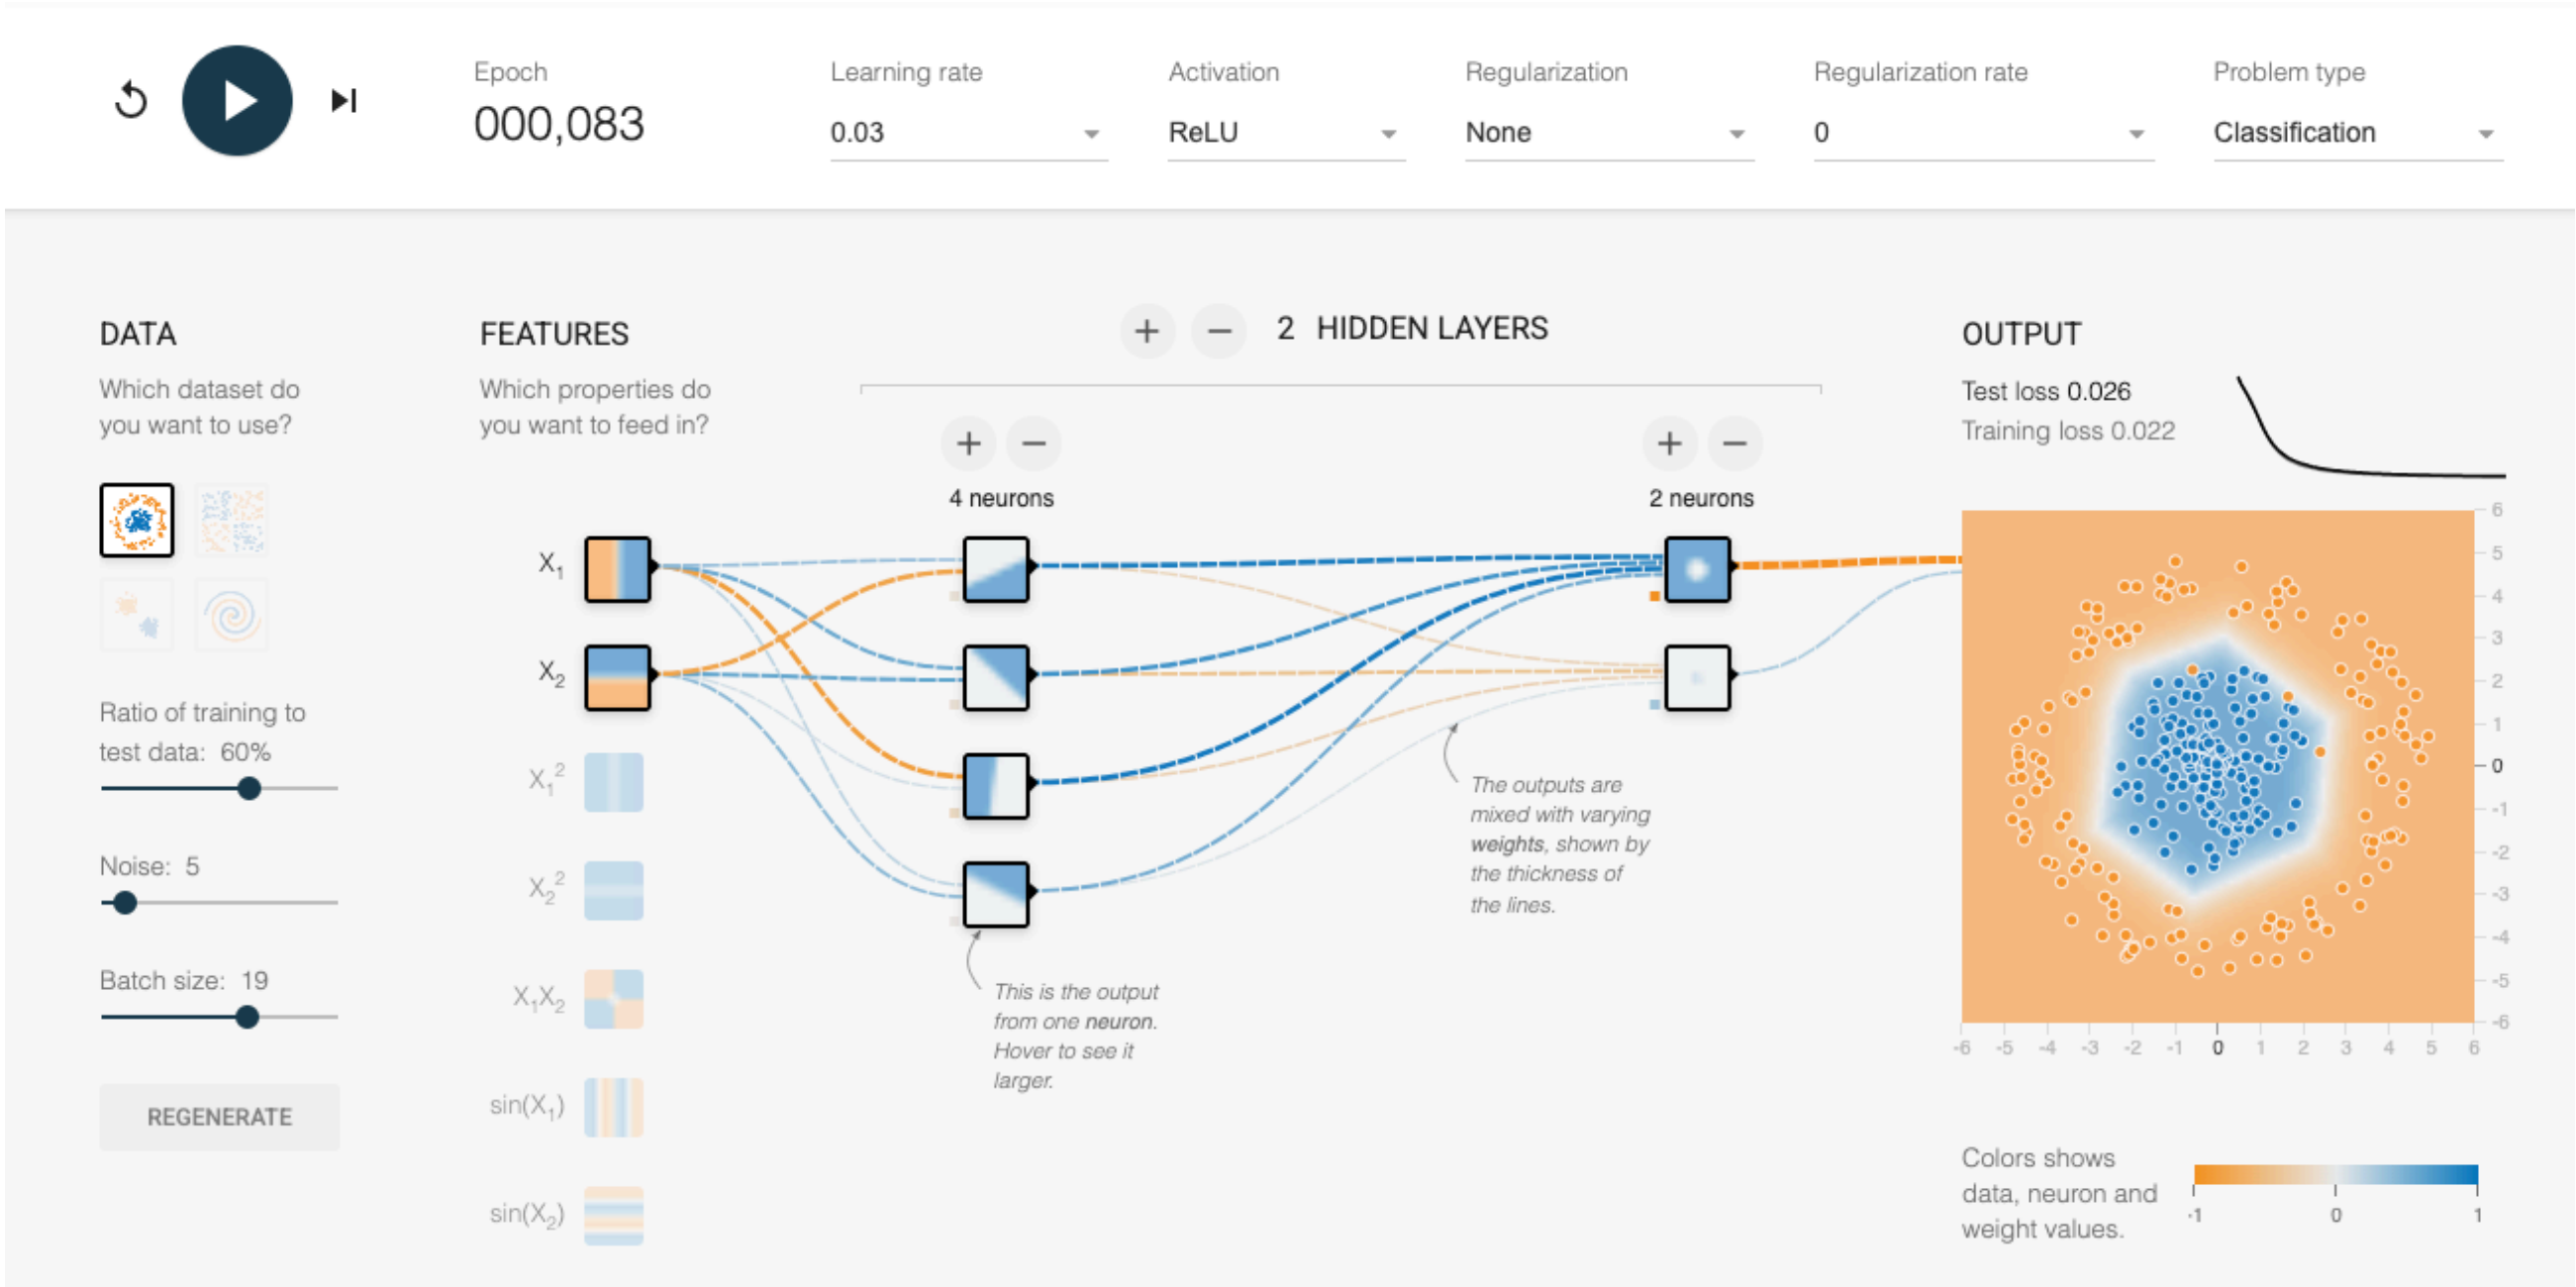 Epoch
000,083
Learning rate
0.03
Activation
ReLU
Regularization
None
Regularization rate
0
Problem type
Classification
DATA
Which dataset do
you want to use?
Ratio of training to
test data: 60%
Noise: 5
Batch size: 19
REGENERATE
FEATURES
Which properties do
you want to feed in?
X1
X2
X1²
X2²
X1X2
sin(X1)
sin(X2)
+ − 2 HIDDEN LAYERS
+ −
4 neurons
+ −
2 neurons
This is the output
from one neuron.
Hover to see it
larger.
The outputs are
mixed with varying
weights, shown by
the thickness of
the lines.
OUTPUT
Test loss 0.026
Training loss 0.022
6
5
4
3
2
1
0
-1
-2
-3
-4
-5
-6
-6 -5 -4 -3 -2 -1 0 1 2 3 4 5 6
Colors shows
data, neuron and
weight values.
-1 0 1